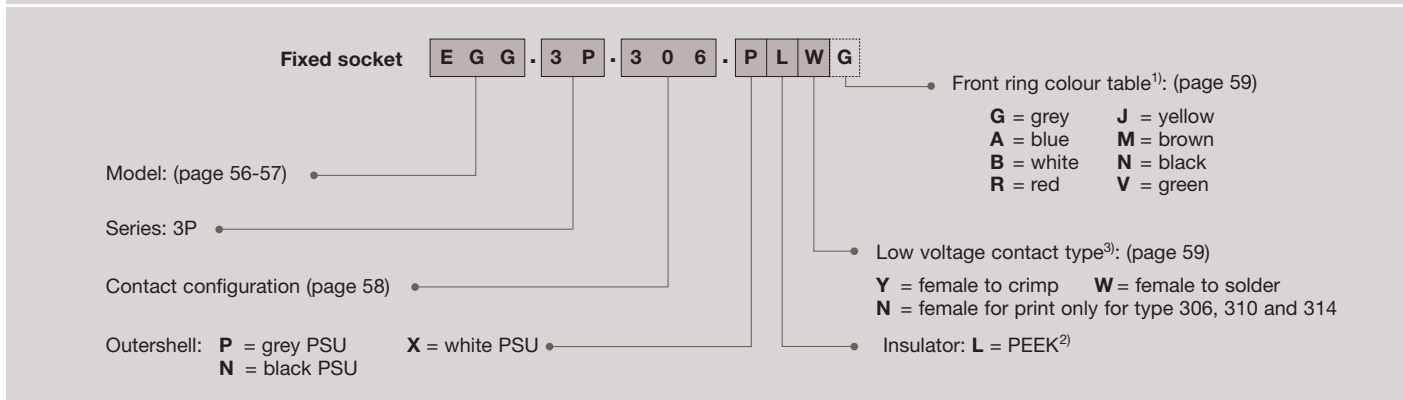 Fixed socket E G G . 3 P . 3 0 6 . P L W G
Front ring colour table1): (page 59)
G = grey J = yellow
A = blue M = brown
B = white N = black
R = red V = green
Model: (page 56-57)
Series: 3P
Low voltage contact type3): (page 59)
Y = female to crimp W = female to solder
N = female for print only for type 306, 310 and 314
Contact configuration (page 58)
Outershell: P = grey PSU X = white PSU
N = black PSU
Insulator: L = PEEK2)